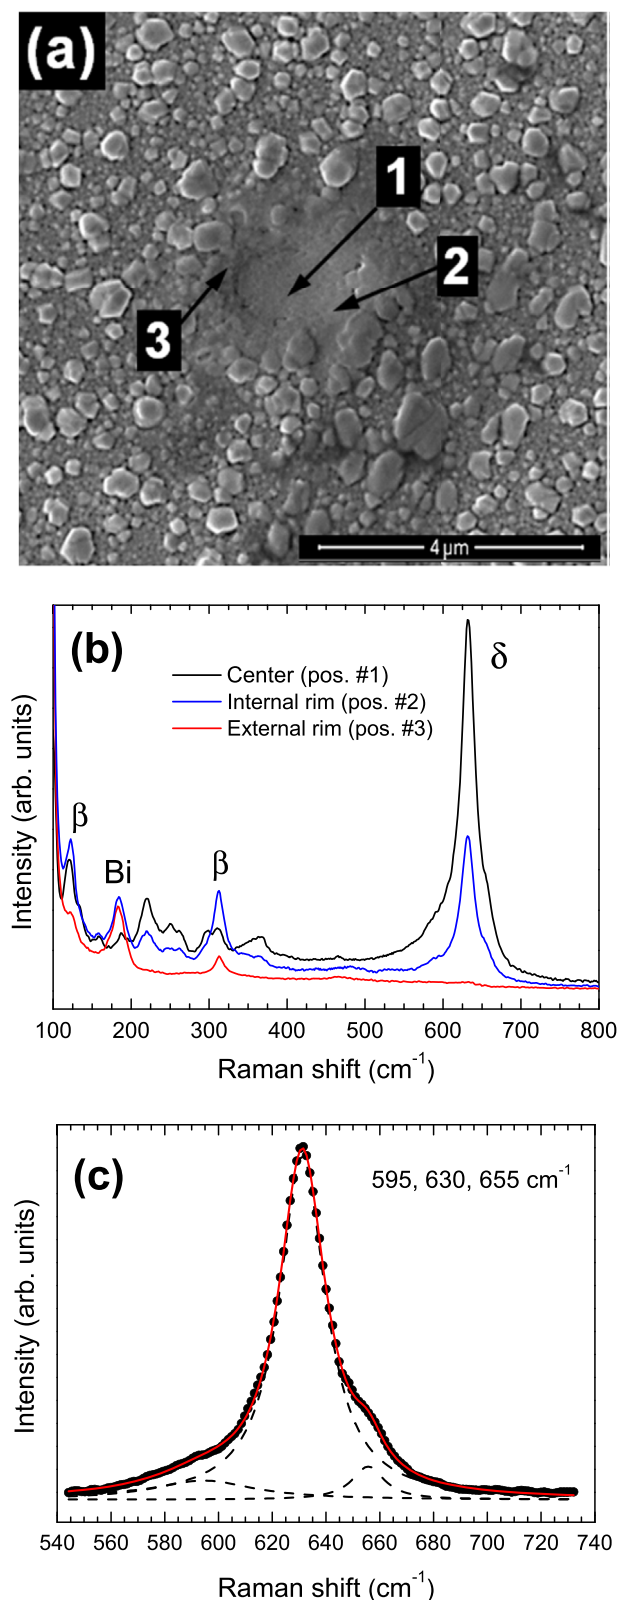 (a)
1
2
3
4 µm
(b)
δ
Center (pos. #1)
Internal rim (pos. #2)
External rim (pos. #3)
β
Bi
β
Intensity (arb. units)
100 200 300 400 500 600 700 800
Raman shift (cm⁻¹)
(c)
595, 630, 655 cm⁻¹
Intensity (arb. units)
540 560 580 600 620 640 660 680 700 720 740
Raman shift (cm⁻¹)